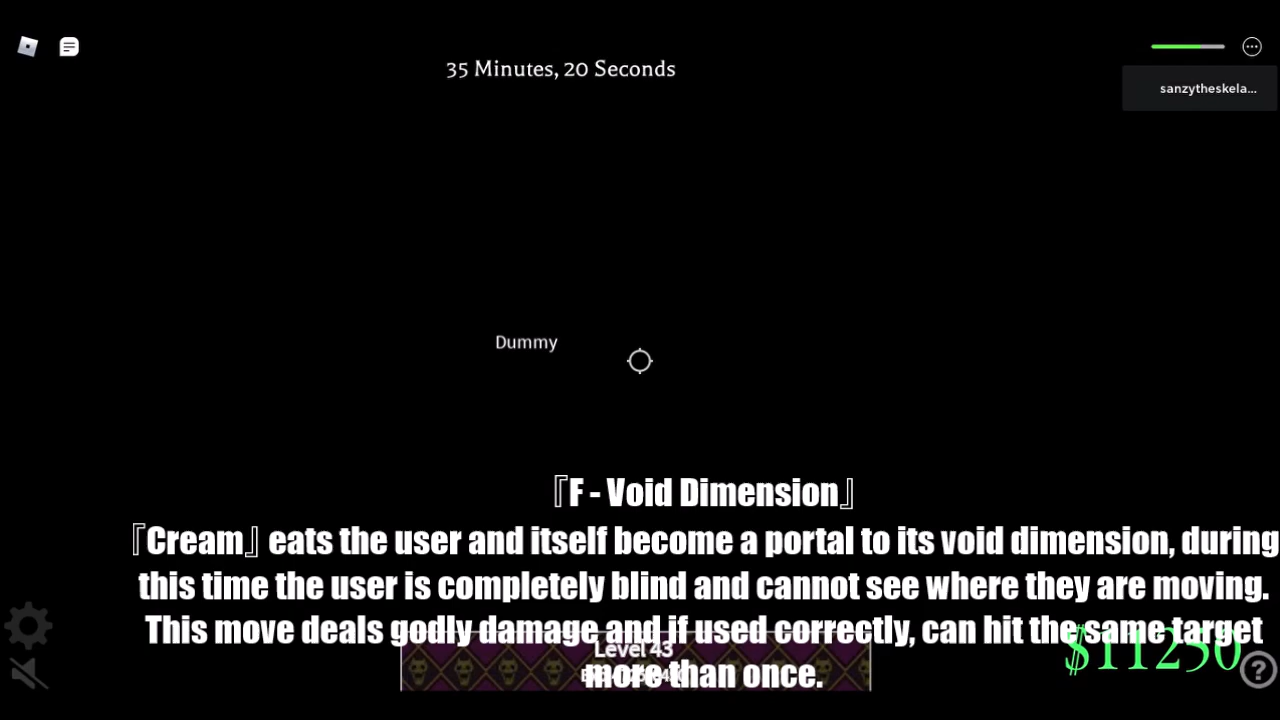 35 Minutes, 20 Seconds
sanzytheskela...
Dummy
『F - Void Dimension』
『Cream』 eats the user and itself become a portal to its void dimension, during
this time the user is completely blind and cannot see where they are moving.
This move deals godly damage and if used correctly, can hit the same target
more than once.
Level 43
$11250
?